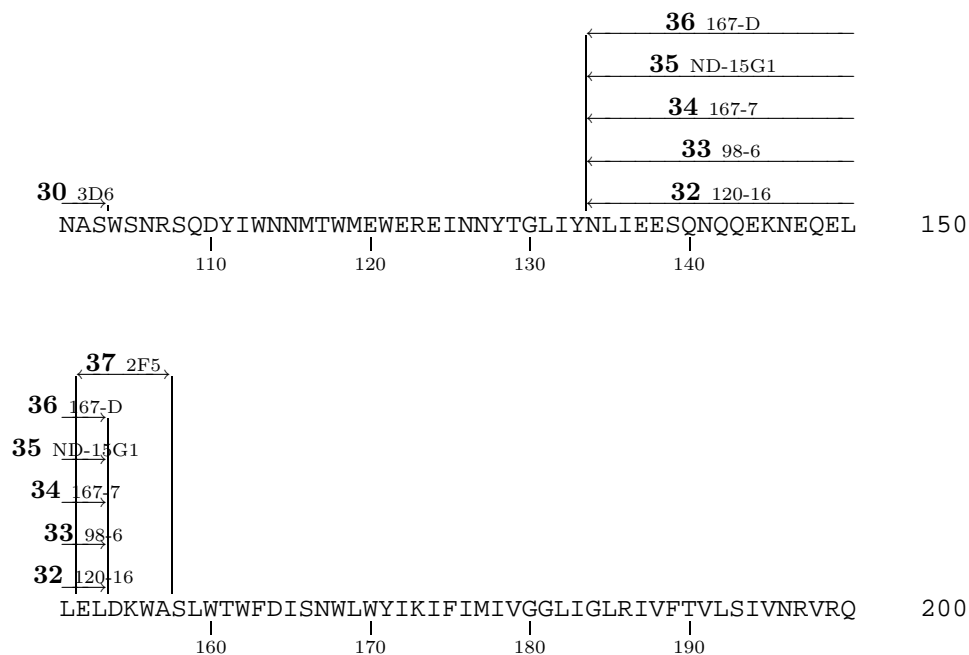 36 167-D
35 ND-15G1
34 167-7
33 98-6
30 3D6 32 120-16
NASWSNRSQDYIWNNMTWMEWEREINNYTGLIYNLIEESQNQQEKNEQEL 150
110 120 130 140
37 2F5
36 167-D
35 ND-15G1
34 167-7
33 98-6
32 120-16
LELDKWASLWTWFDISNWLWYIKIFIMIVGGLIGLRIVFTVLSIVNRVRQ 200
160 170 180 190